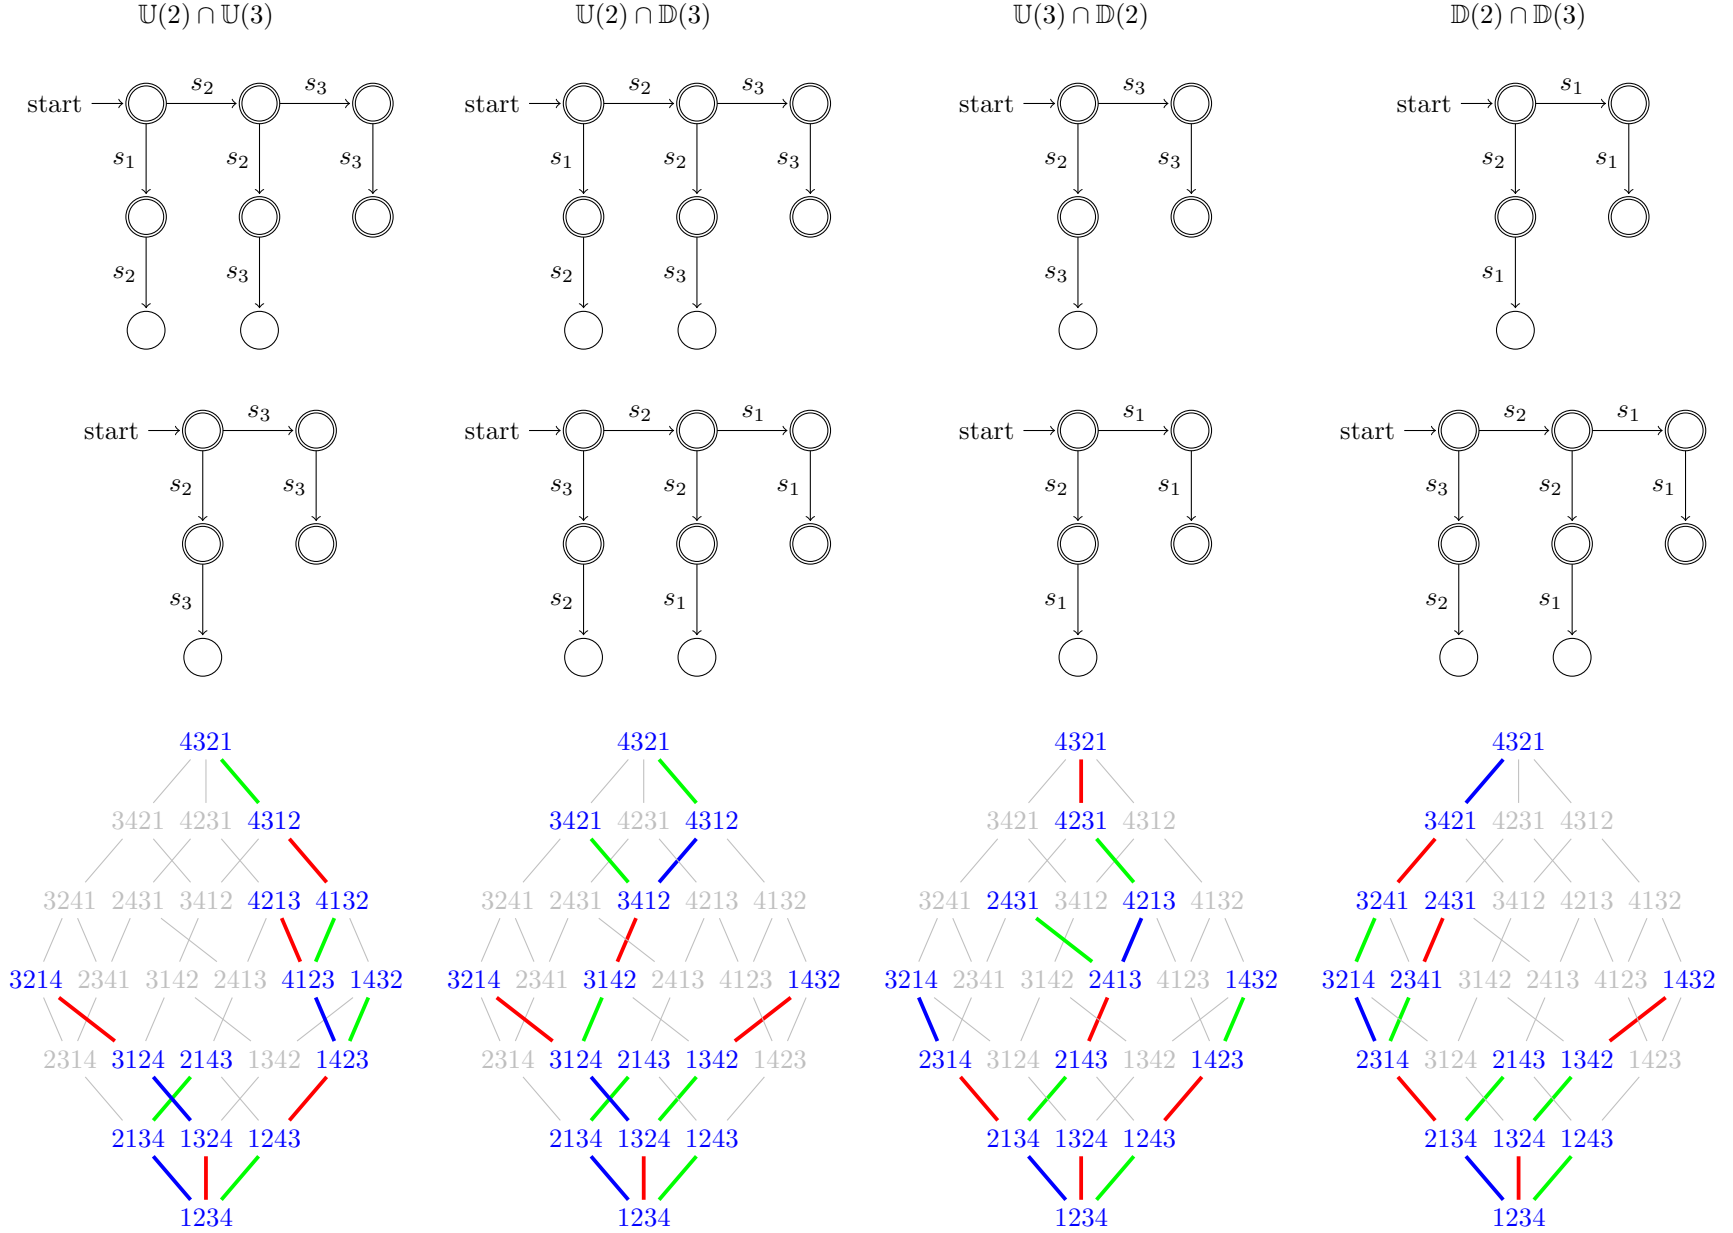 𝕌(2) ∩ 𝕌(3) 𝕌(2) ∩ 𝔻(3) 𝕌(3) ∩ 𝔻(2) 𝔻(2) ∩ 𝔻(3)
s₂ s₃ s₂ s₃ s₃ s₁
start start start start
s₁ s₂ s₃ s₁ s₂ s₃ s₂ s₃ s₂ s₁
s₂ s₃ s₂ s₃ s₃ s₁
s₃ s₂ s₁ s₁ s₂ s₁
start start start start
s₂ s₃ s₃ s₂ s₁ s₂ s₁ s₃ s₂ s₁
s₃ s₂ s₁ s₁ s₂ s₁
4321 4321 4321 4321
3421 4231 4312 3421 4231 4312 3421 4231 4312 3421 4231 4312
3241 2431 3412 4213 4132 3241 2431 3412 4213 4132 3241 2431 3412 4213 4132 3241 2431 3412 4213 4132
3214 2341 3142 2413 4123 1432 3214 2341 3142 2413 4123 1432 3214 2341 3142 2413 4123 1432 3214 2341 3142 2413 4123 1432
2314 3124 2143 1342 1423 2314 3124 2143 1342 1423 2314 3124 2143 1342 1423 2314 3124 2143 1342 1423
2134 1324 1243 2134 1324 1243 2134 1324 1243 2134 1324 1243
1234 1234 1234 1234